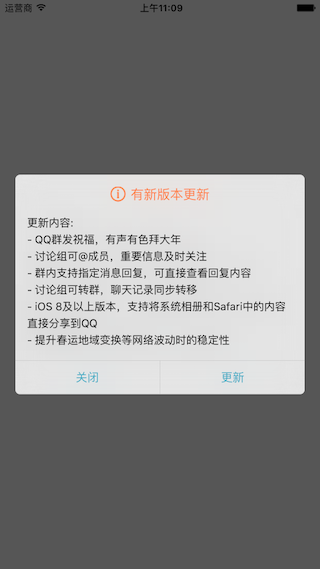 运营商 上午11:09
有新版本更新
更新内容:
- QQ群发祝福，有声有色拜大年
- 讨论组可@成员，重要信息及时关注
- 群内支持指定消息回复，可直接查看回复内容
- 讨论组可转群，聊天记录同步转移
- iOS 8及以上版本，支持将系统相册和Safari中的内容
直接分享到QQ
- 提升春运地域变换等网络波动时的稳定性
关闭 更新